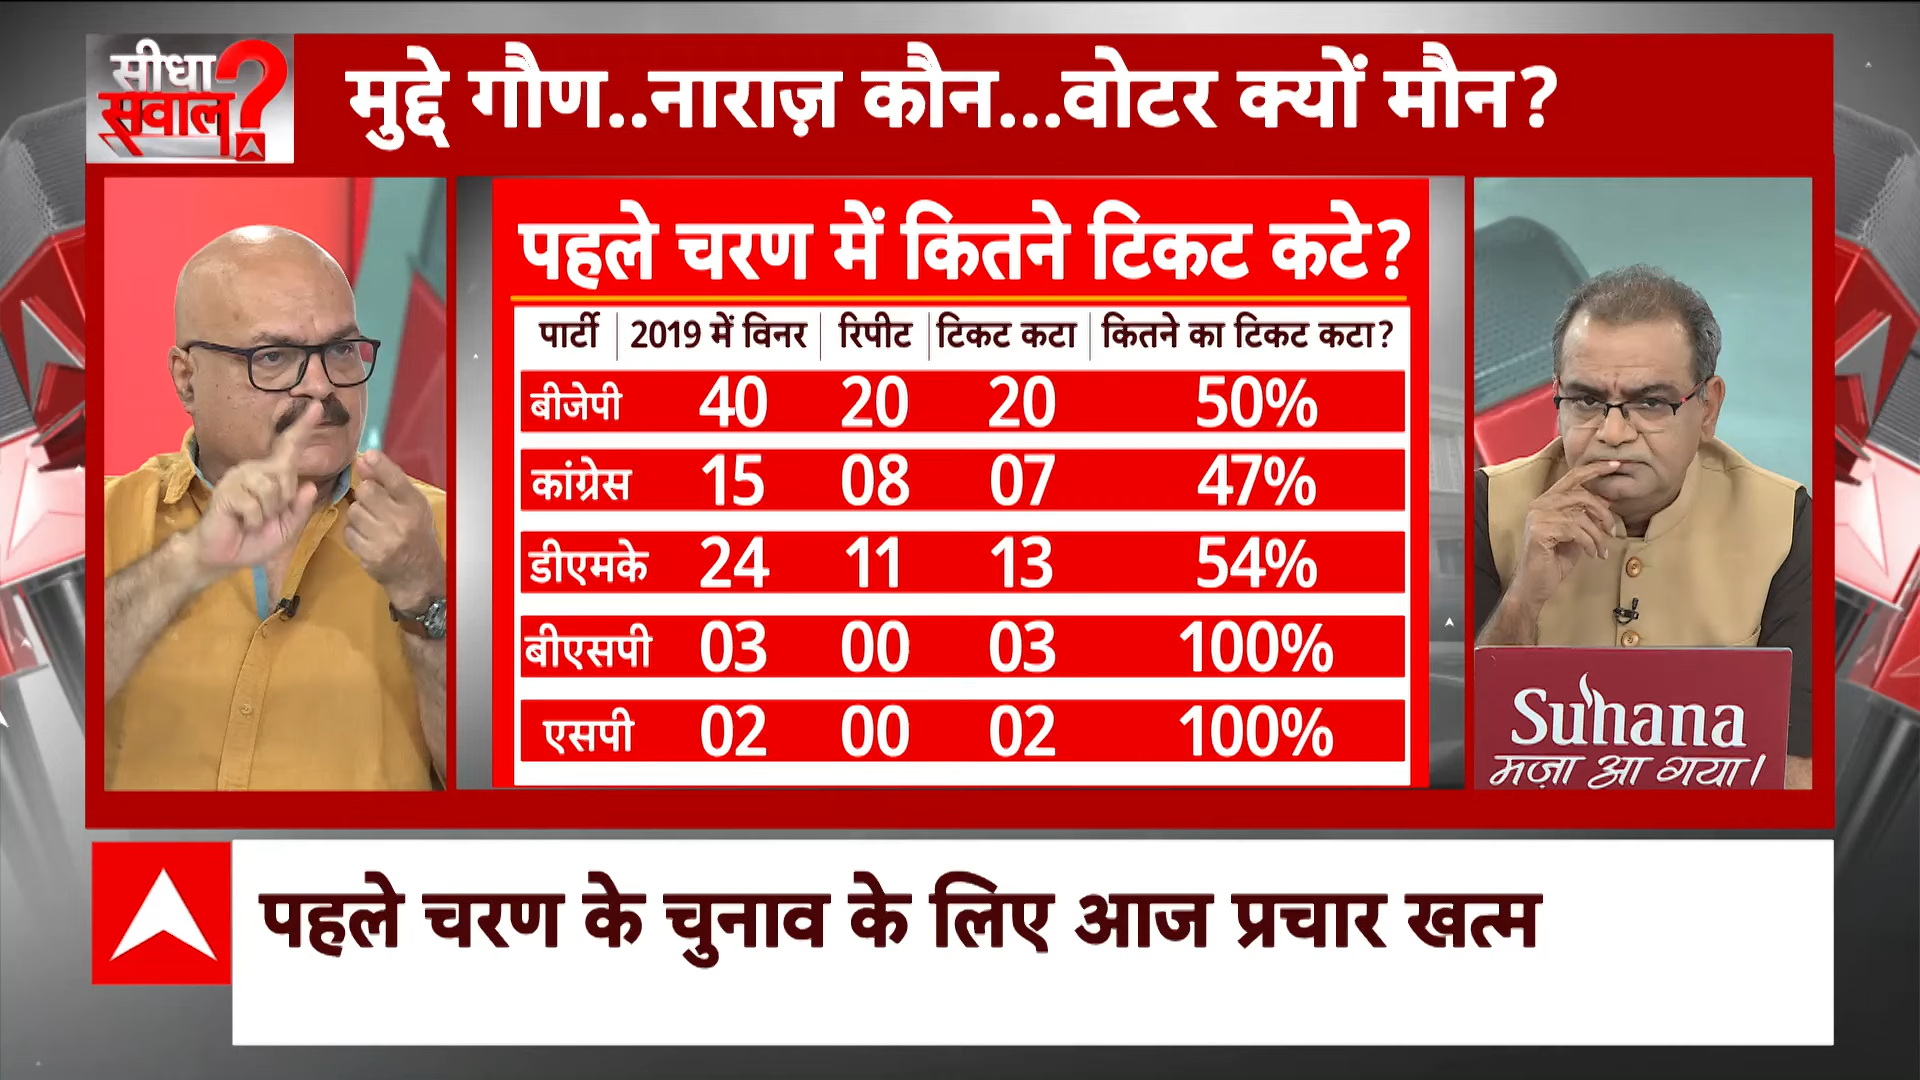 सीधा
सवाल?
मुद्दे गौण..नाराज़ कौन...वोटर क्यों मौन?
पहले चरण में कितने टिकट कटे?
पार्टी 2019 में विनर रिपीट टिकट कटा कितने का टिकट कटा?
बीजेपी 40 20 20 50%
कांग्रेस 15 08 07 47%
डीएमके 24 11 13 54%
बीएसपी 03 00 03 100%
एसपी 02 00 02 100%
Suhana
मज़ा आ गया।
पहले चरण के चुनाव के लिए आज प्रचार खत्म